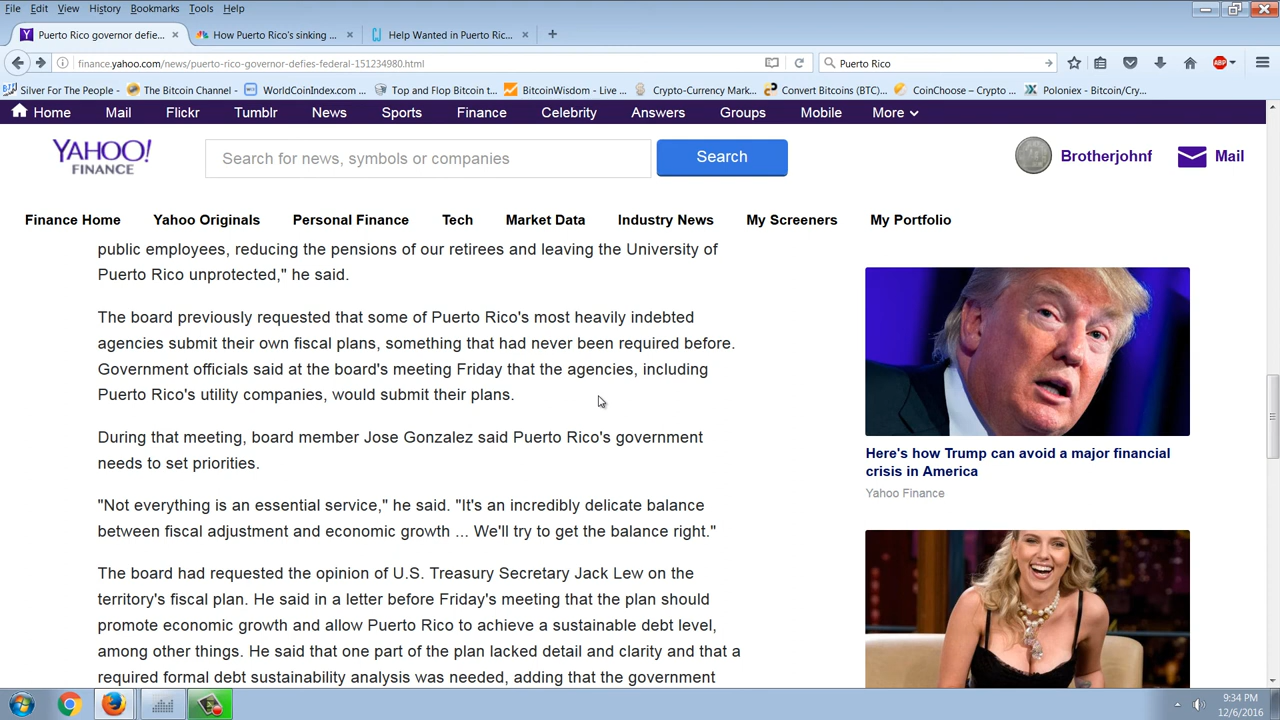 File Edit View History Bookmarks Tools Help
Puerto Rico governor defie... × How Puerto Rico's sinking ... × Help Wanted in Puerto Ric... × +
finance.yahoo.com/news/puerto-rico-governor-defies-federal-151234980.html Puerto Rico ABP
Silver For The People - ... The Bitcoin Channel - ... WorldCoinIndex.com ... Top and Flop Bitcoin t... BitcoinWisdom - Live ... Crypto-Currency Mark... Convert Bitcoins (BTC)... CoinChoose – Crypto ... Poloniex - Bitcoin/Cry...
Home Mail Flickr Tumblr News Sports Finance Celebrity Answers Groups Mobile More
YAHOO! FINANCE Search for news, symbols or companies Search Brotherjohnf Mail
Finance Home Yahoo Originals Personal Finance Tech Market Data Industry News My Screeners My Portfolio
public employees, reducing the pensions of our retirees and leaving the University of
Puerto Rico unprotected," he said.
The board previously requested that some of Puerto Rico's most heavily indebted
agencies submit their own fiscal plans, something that had never been required before.
Government officials said at the board's meeting Friday that the agencies, including
Puerto Rico's utility companies, would submit their plans.
During that meeting, board member Jose Gonzalez said Puerto Rico's government
needs to set priorities.
"Not everything is an essential service," he said. "It's an incredibly delicate balance
between fiscal adjustment and economic growth ... We'll try to get the balance right."
The board had requested the opinion of U.S. Treasury Secretary Jack Lew on the
territory's fiscal plan. He said in a letter before Friday's meeting that the plan should
promote economic growth and allow Puerto Rico to achieve a sustainable debt level,
among other things. He said that one part of the plan lacked detail and clarity and that a
required formal debt sustainability analysis was needed, adding that the government
Here's how Trump can avoid a major financial
crisis in America
Yahoo Finance
9:34 PM
12/6/2016